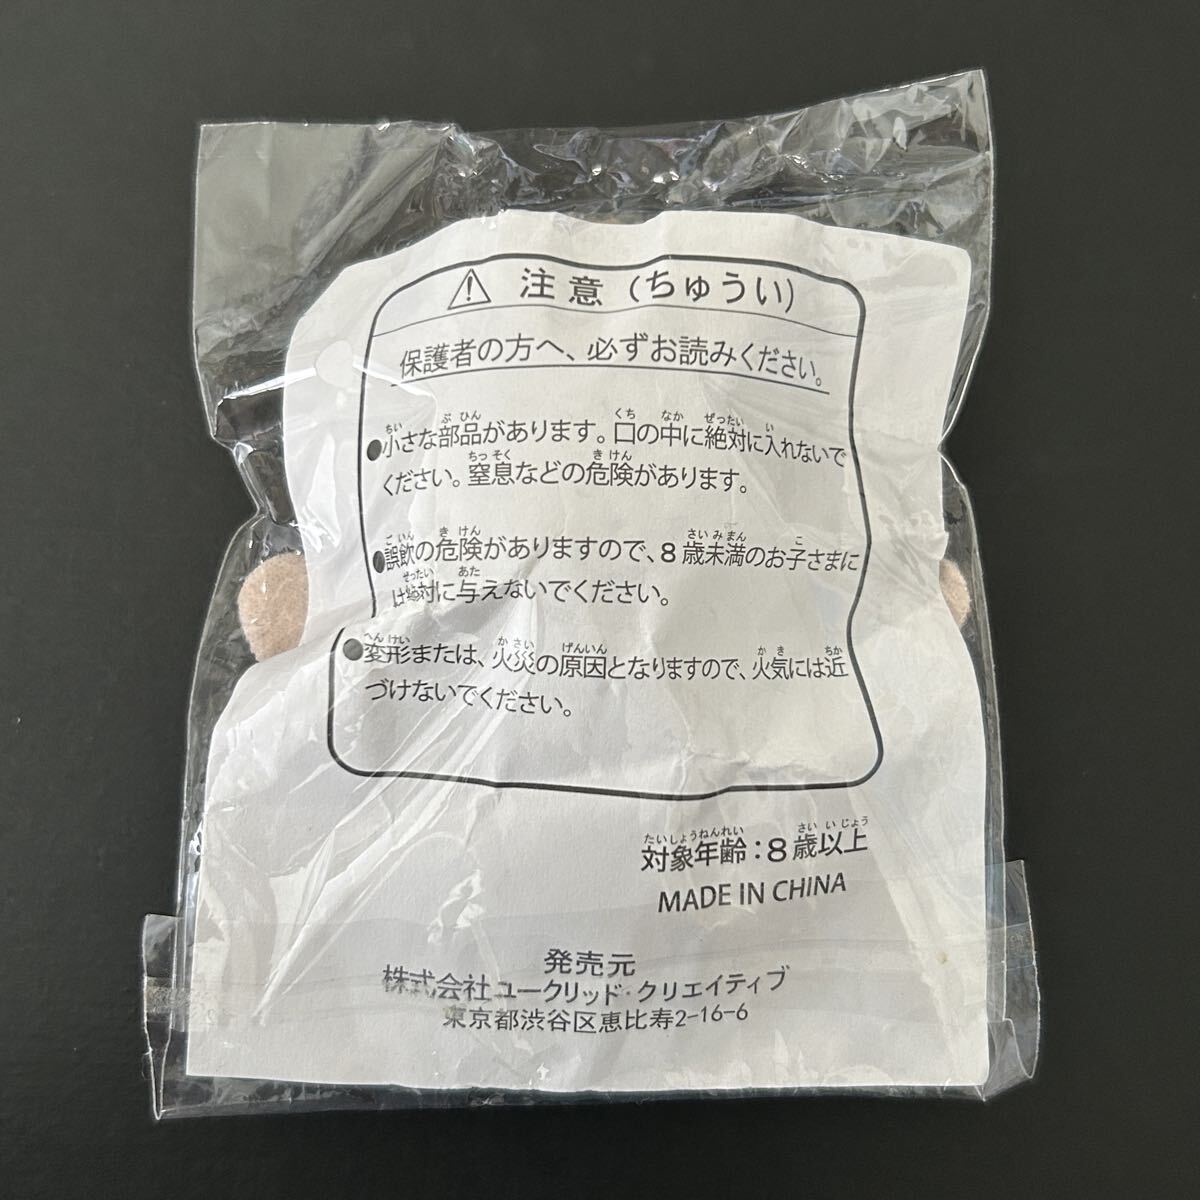 注意(ちゅうい)
保護者の方へ、必ずお読みください。
●小さな部品があります。口の中に絶対に入れないで
ください。窒息などの危険があります。
●誤飲の危険がありますので、8歳未満のお子さまに
は絶対に与えないでください。
●変形または、火災の原因となりますので、火気には近
づけないでください。
対象年齢:8歳以上
MADE IN CHINA
発売元
株式会社ユークリッド・クリエイティブ
東京都渋谷区恵比寿2-16-6